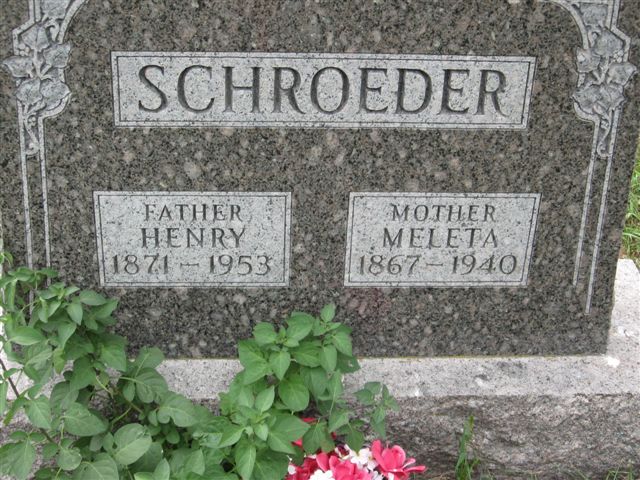 SCHROEDER
FATHER
HENRY
1871 – 1953
MOTHER
MELETA
1867 – 1940